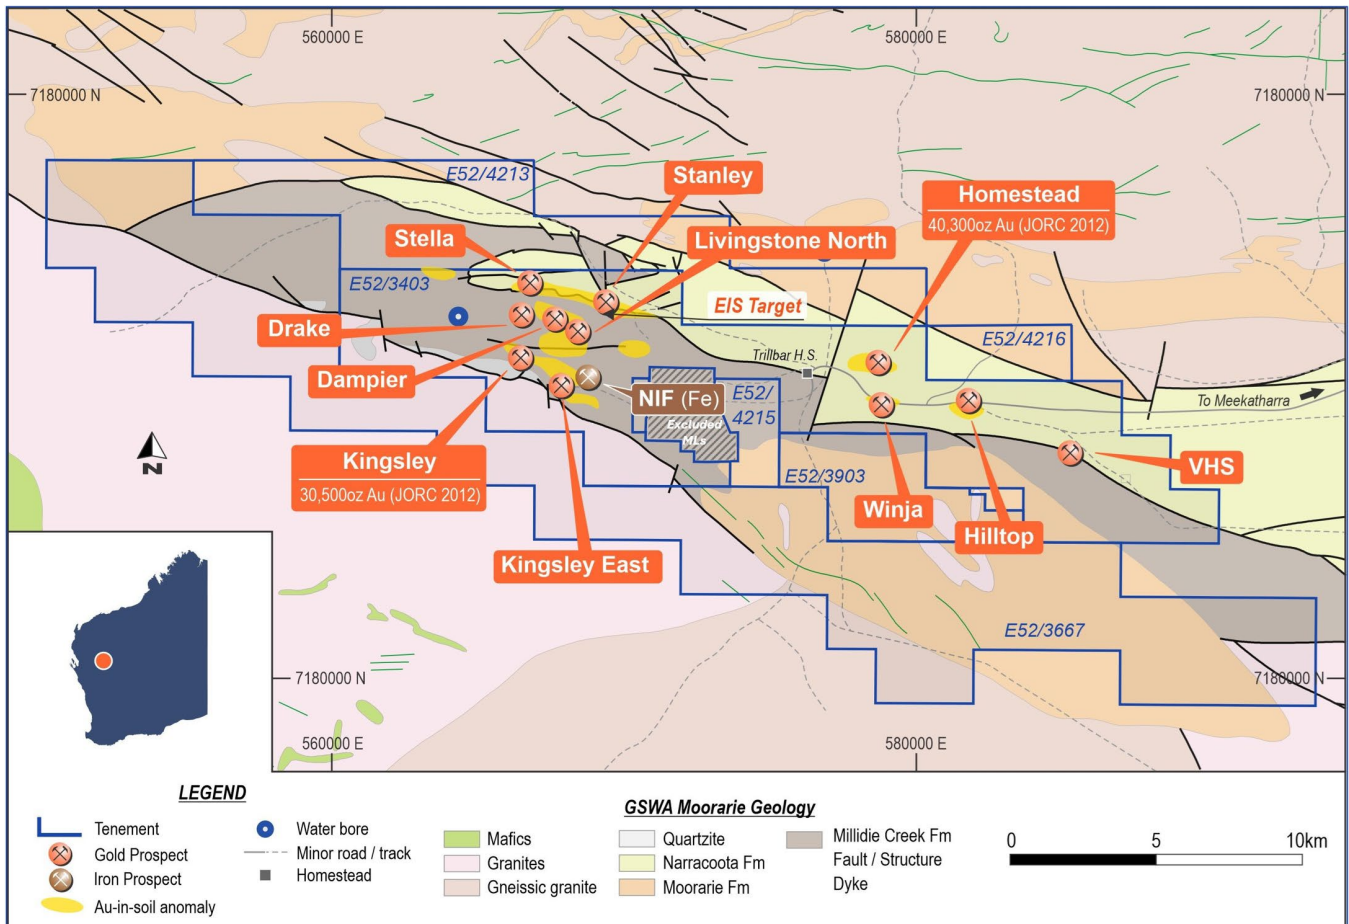 560000 E
580000 E
7180000 N
7180000 N
E52/4213
Stanley
Homestead
40,300oz Au (JORC 2012)
Stella
Livingstone North
E52/3403
EIS Target
Drake
E52/4216
Trillbar H.S.
Dampier
NIF (Fe)
E52/
4215
To Meekatharra
Excluded
MLs
Kingsley
30,500oz Au (JORC 2012)
E52/3903
VHS
Winja
Hilltop
Kingsley East
N
E52/3667
7180000 N
7180000 N
560000 E
580000 E
LEGEND
Tenement
Gold Prospect
Iron Prospect
Au-in-soil anomaly
Water bore
Minor road / track
Homestead
GSWA Moorarie Geology
Mafics
Granites
Gneissic granite
Quartzite
Narracoota Fm
Moorarie Fm
Millidie Creek Fm
Fault / Structure
Dyke
0 5 10km